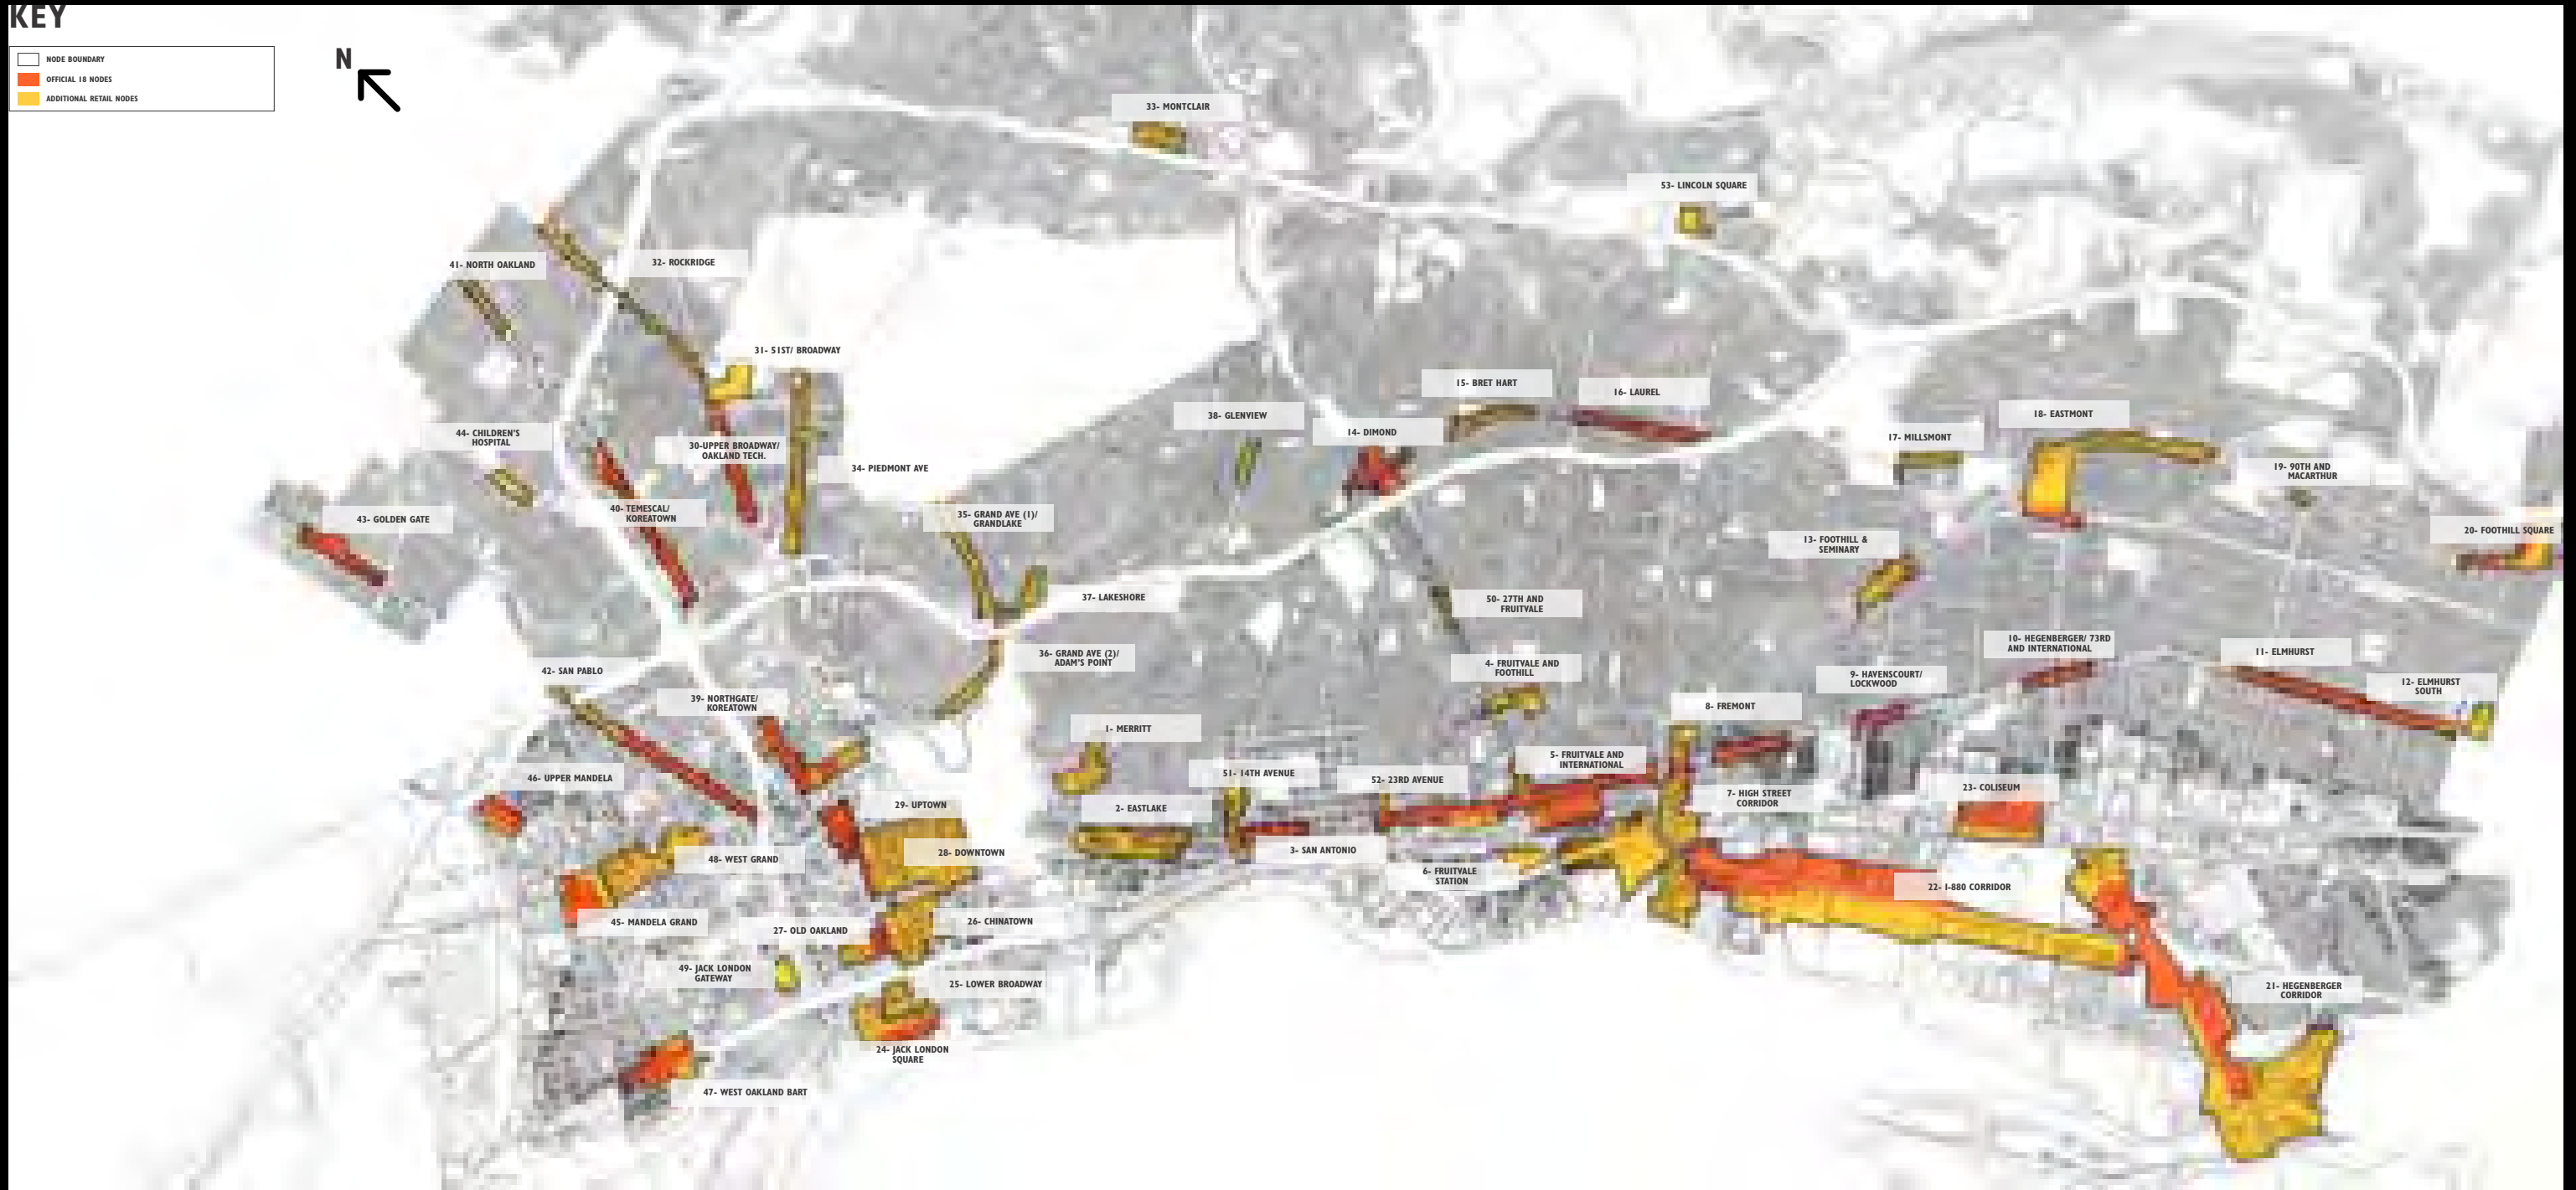 KEY
NODE BOUNDARY
OFFICIAL 18 NODES
ADDITIONAL RETAIL NODES
N
33- MONTCLAIR
53- LINCOLN SQUARE
41- NORTH OAKLAND
32- ROCKRIDGE
31- 51ST/ BROADWAY
15- BRET HART
16- LAUREL
38- GLENVIEW
14- DIMOND
18- EASTMONT
17- MILLSMONT
44- CHILDREN'S
HOSPITAL
30-UPPER BROADWAY/
OAKLAND TECH.
34- PIEDMONT AVE
19- 90TH AND
MACARTHUR
43- GOLDEN GATE
40- TEMESCAL/
KOREATOWN
35- GRAND AVE (1)/
GRANDLAKE
20- FOOTHILL SQUARE
13- FOOTHILL &
SEMINARY
37- LAKESHORE
50- 27TH AND
FRUITVALE
36- GRAND AVE (2)/
ADAM'S POINT
10- HEGENBERGER/ 73RD
AND INTERNATIONAL
11- ELMHURST
42- SAN PABLO
4- FRUITVALE AND
FOOTHILL
9- HAVENSCOURT/
LOCKWOOD
12- ELMHURST
SOUTH
39- NORTHGATE/
KOREATOWN
8- FREMONT
1- MERRITT
5- FRUITVALE AND
INTERNATIONAL
46- UPPER MANDELA
51- 14TH AVENUE
52- 23RD AVENUE
23- COLISEUM
7- HIGH STREET
CORRIDOR
29- UPTOWN
2- EASTLAKE
48- WEST GRAND
28- DOWNTOWN
3- SAN ANTONIO
6- FRUITVALE
STATION
22- I-880 CORRIDOR
45- MANDELA GRAND
27- OLD OAKLAND
26- CHINATOWN
49- JACK LONDON
GATEWAY
25- LOWER BROADWAY
21- HEGENBERGER
CORRIDOR
24- JACK LONDON
SQUARE
47- WEST OAKLAND BART